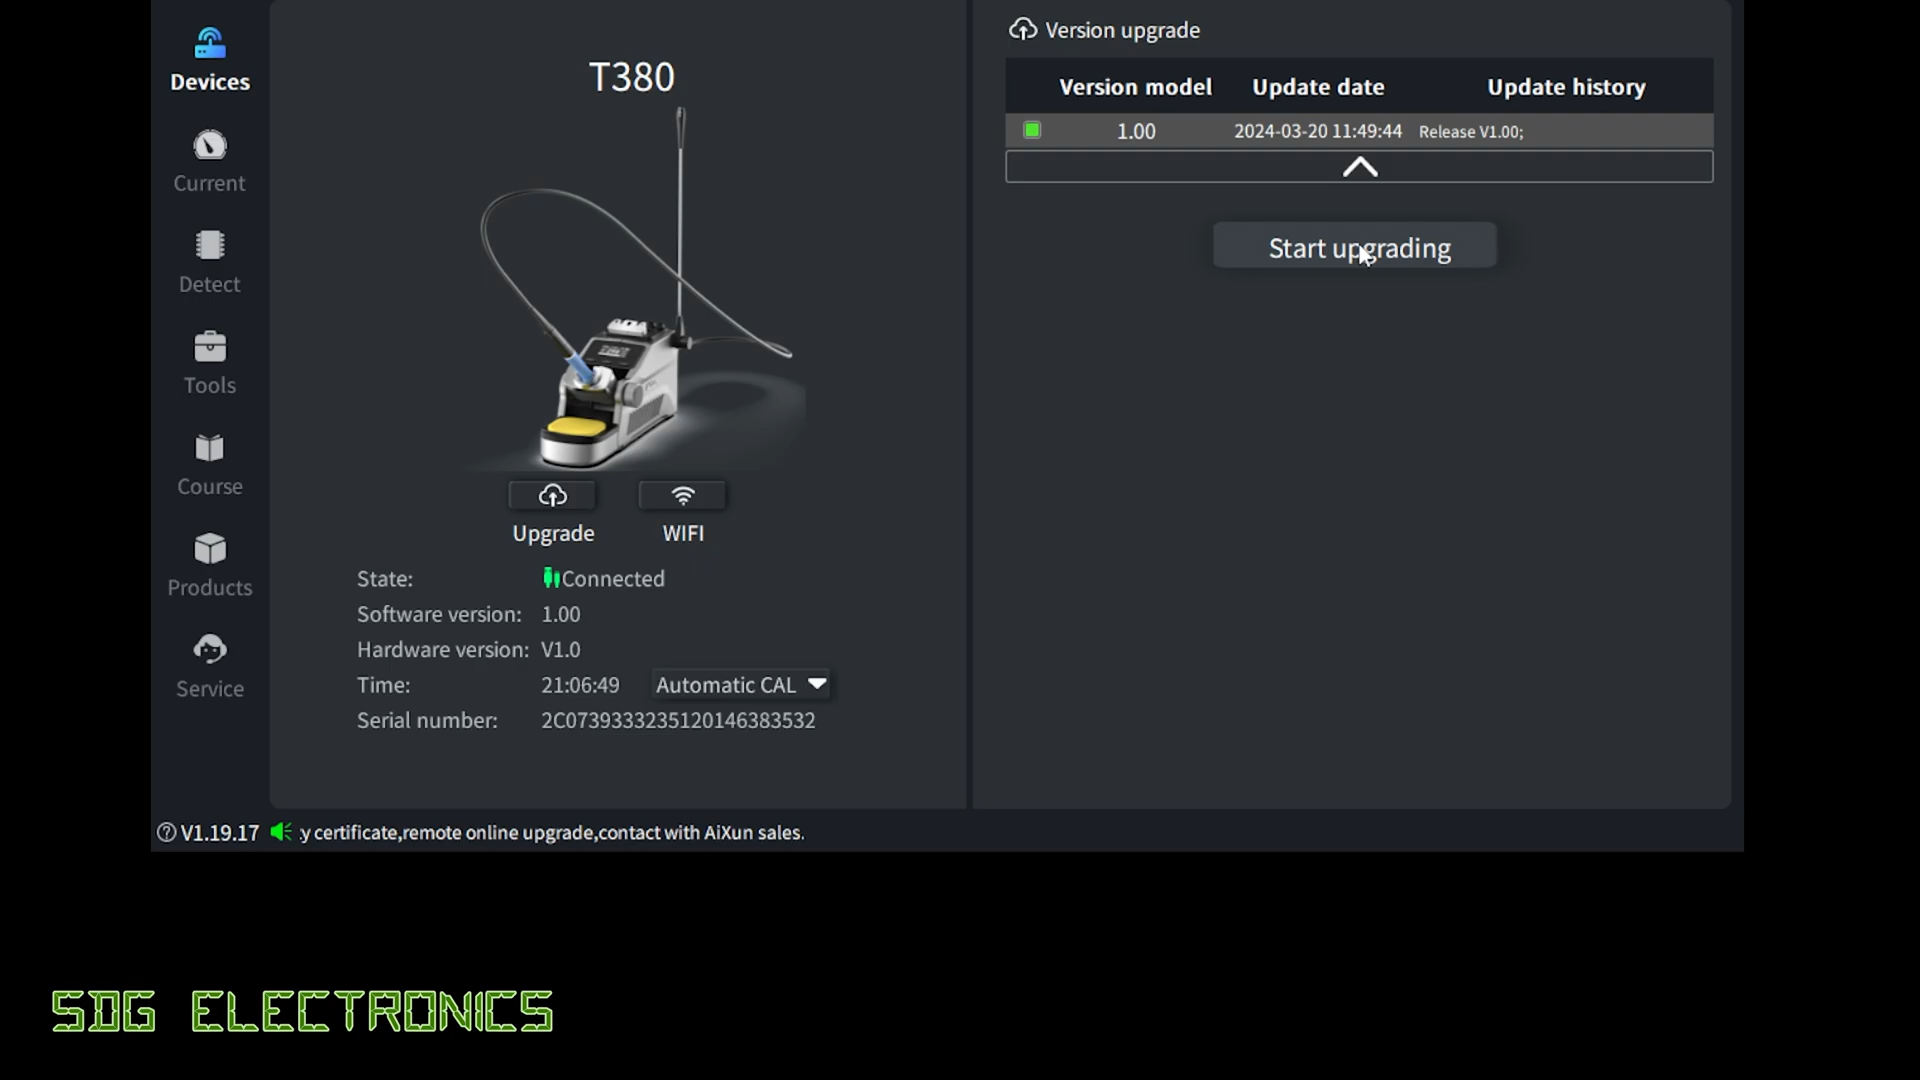 Devices
Current
Detect
Tools
Course
Products
Service
T380
Upgrade
WIFI
State: Connected
Software version: 1.00
Hardware version: V1.0
Time: 21:06:49 Automatic CAL
Serial number: 2C0739333235120146383532
Version upgrade
Version model Update date Update history
1.00 2024-03-20 11:49:44 Release V1.00;
Start upgrading
V1.19.17 y certificate,remote online upgrade,contact with AiXun sales.
SDG ELECTRONICS